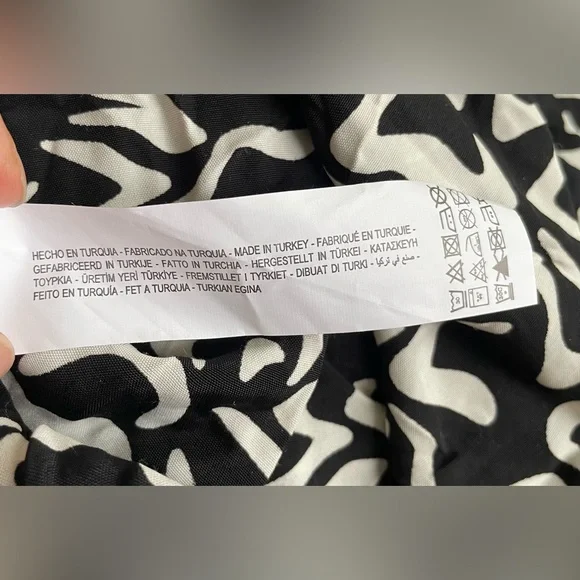 HECHO EN TURQUIA - FABRICADO NA TURQUIA - MADE IN TURKEY - FABRIQUÉ EN TURQUIE -
GEFABRICEERD IN TURKIJE - FATTO IN TURCHIA - HERGESTELLT IN TÜRKEI - ΚΑΤΑΣΚΕΥΗ
ΤΟΥΡΚΙΑ - ÜRETİM YERİ TÜRKİYE - FREMSTILLET I TYRKIET - DIBUAT DI TURKI - صنع في تركيا -
FEITO EN TURQUÍA - FET A TURQUIA - TURKIAN EGINA